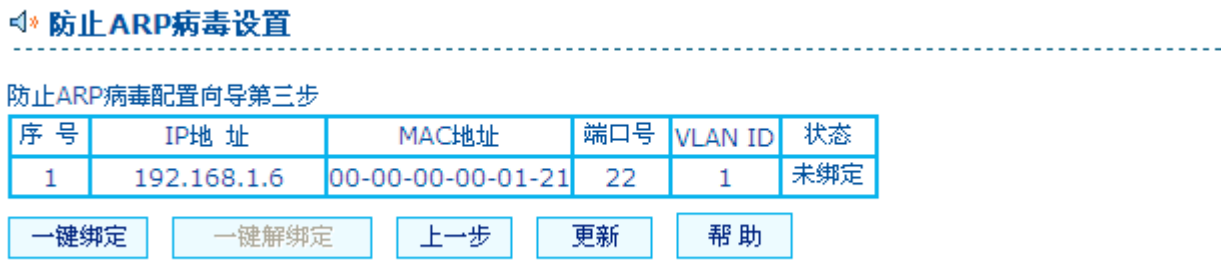 防止ARP病毒设置
防止ARP病毒配置向导第三步
序 号 IP地 址 MAC地址 端口号 VLAN ID 状态
1 192.168.1.6 00-00-00-00-01-21 22 1 未绑定
一键绑定 一键解绑定 上一步 更新 帮 助